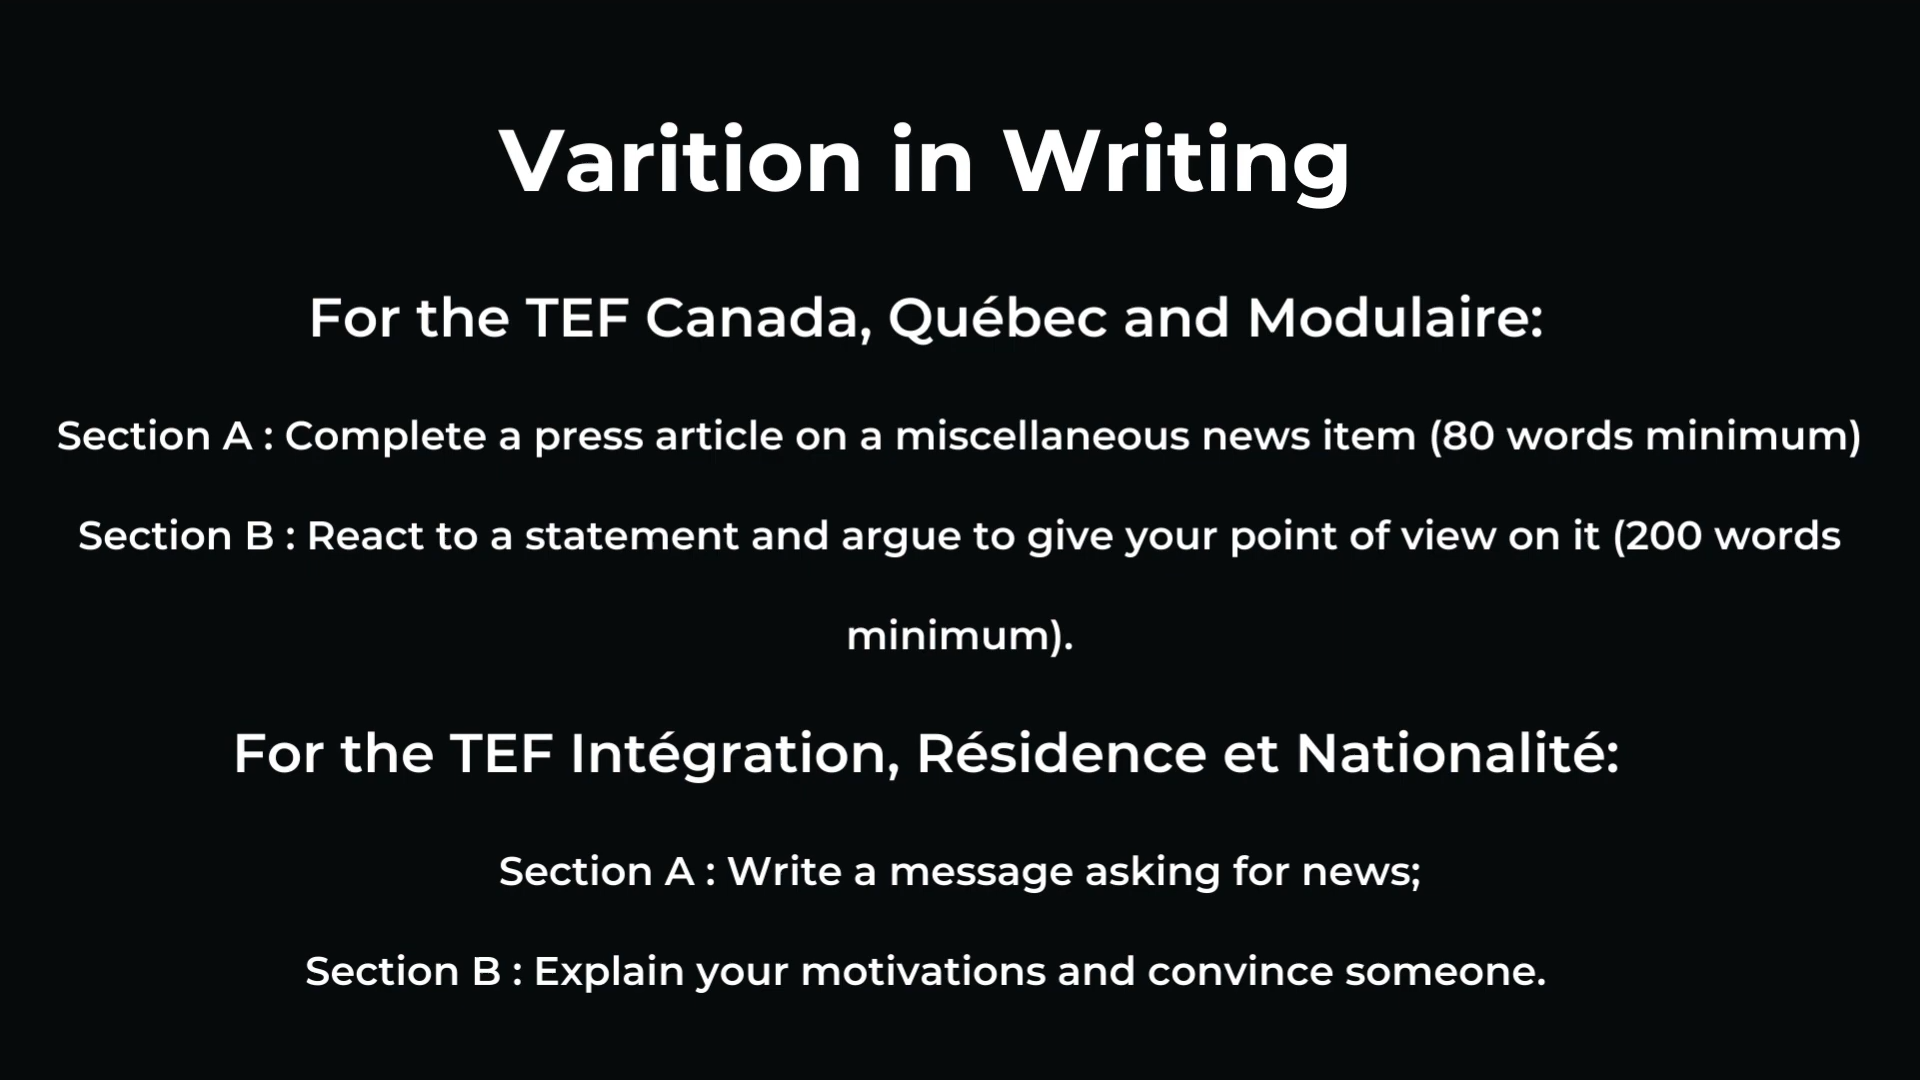 Varition in Writing
For the TEF Canada, Québec and Modulaire:
Section A : Complete a press article on a miscellaneous news item (80 words minimum)
Section B : React to a statement and argue to give your point of view on it (200 words
minimum).
For the TEF Intégration, Résidence et Nationalité:
Section A : Write a message asking for news;
Section B : Explain your motivations and convince someone.